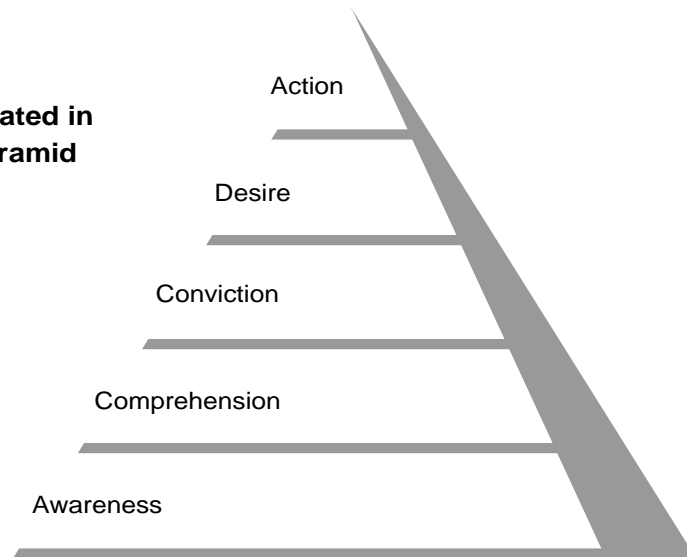 Action
ated in
ramid
Desire
Conviction
Comprehension
Awareness